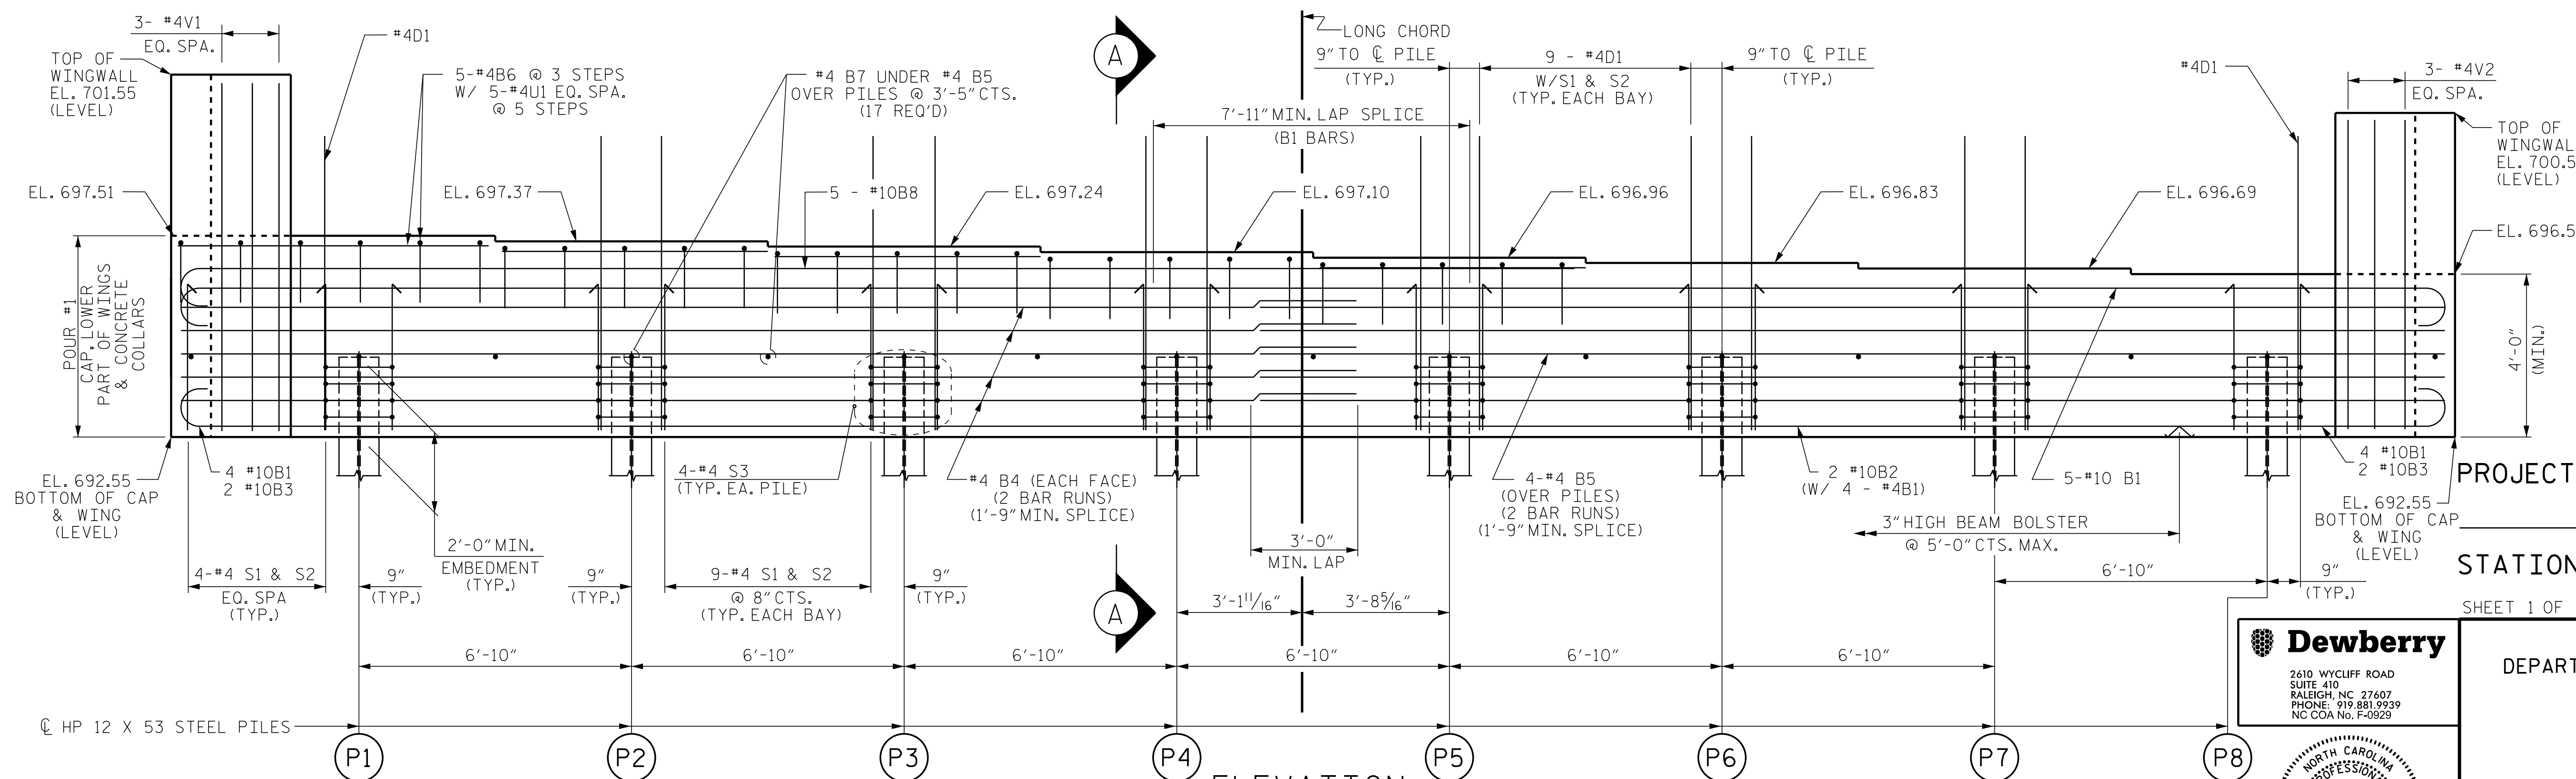 3- #4V1
EQ. SPA.
TOP OF
WINGWALL
EL. 701.55
(LEVEL)
#4D1
5-#4B6 @ 3 STEPS
W/ 5-#4U1 EQ. SPA.
@ 5 STEPS
#4 B7 UNDER #4 B5
OVER PILES @ 3'-5" CTS.
(17 REQ'D)
A
LONG CHORD
9" TO ℄ PILE
(TYP.)
9 - #4D1
W/S1 & S2
(TYP. EACH BAY)
9" TO ℄ PILE
(TYP.)
7'-11" MIN. LAP SPLICE
(B1 BARS)
#4D1
3- #4V2
EQ. SPA.
TOP OF
WINGWAL
EL. 700.5
(LEVEL)
EL. 697.51
EL. 697.37
5 - #10B8
EL. 697.24
EL. 697.10
EL. 696.96
EL. 696.83
EL. 696.69
EL. 696.5
POUR #1
CAP, LOWER
PART OF WINGS
& CONCRETE
COLLARS
4'-0"
(MIN.)
EL. 692.55
BOTTOM OF CAP
& WING
(LEVEL)
4 #10B1
2 #10B3
2'-0" MIN.
EMBEDMENT
(TYP.)
4-#4 S3
(TYP. EA. PILE)
#4 B4 (EACH FACE)
(2 BAR RUNS)
(1'-9" MIN. SPLICE)
4-#4 B5
(OVER PILES)
(2 BAR RUNS)
(1'-9" MIN. SPLICE)
2 #10B2
(W/ 4 - #4B1)
5-#10 B1
4 #10B1
2 #10B3
EL. 692.55
BOTTOM OF CAP
& WING
(LEVEL)
3" HIGH BEAM BOLSTER
@ 5'-0" CTS. MAX.
3'-0"
MIN. LAP
4-#4 S1 & S2
EQ. SPA
(TYP.)
9"
(TYP.)
9"
(TYP.)
9-#4 S1 & S2
@ 8" CTS.
(TYP. EACH BAY)
9"
(TYP.)
A
3'-1 11/16"
3'-8 5/16"
6'-10"
9"
(TYP.)
6'-10"
6'-10"
6'-10"
6'-10"
6'-10"
6'-10"
℄ HP 12 X 53 STEEL PILES
P1
P2
P3
P4
P5
P6
P7
P8
ELEVATION
PROJECT
STATION
SHEET 1 OF
Dewberry
2610 WYCLIFF ROAD
SUITE 410
RALEIGH, NC 27607
PHONE: 919.881.9939
NC COA No. F-0929
DEPART
NORTH CAROLINA